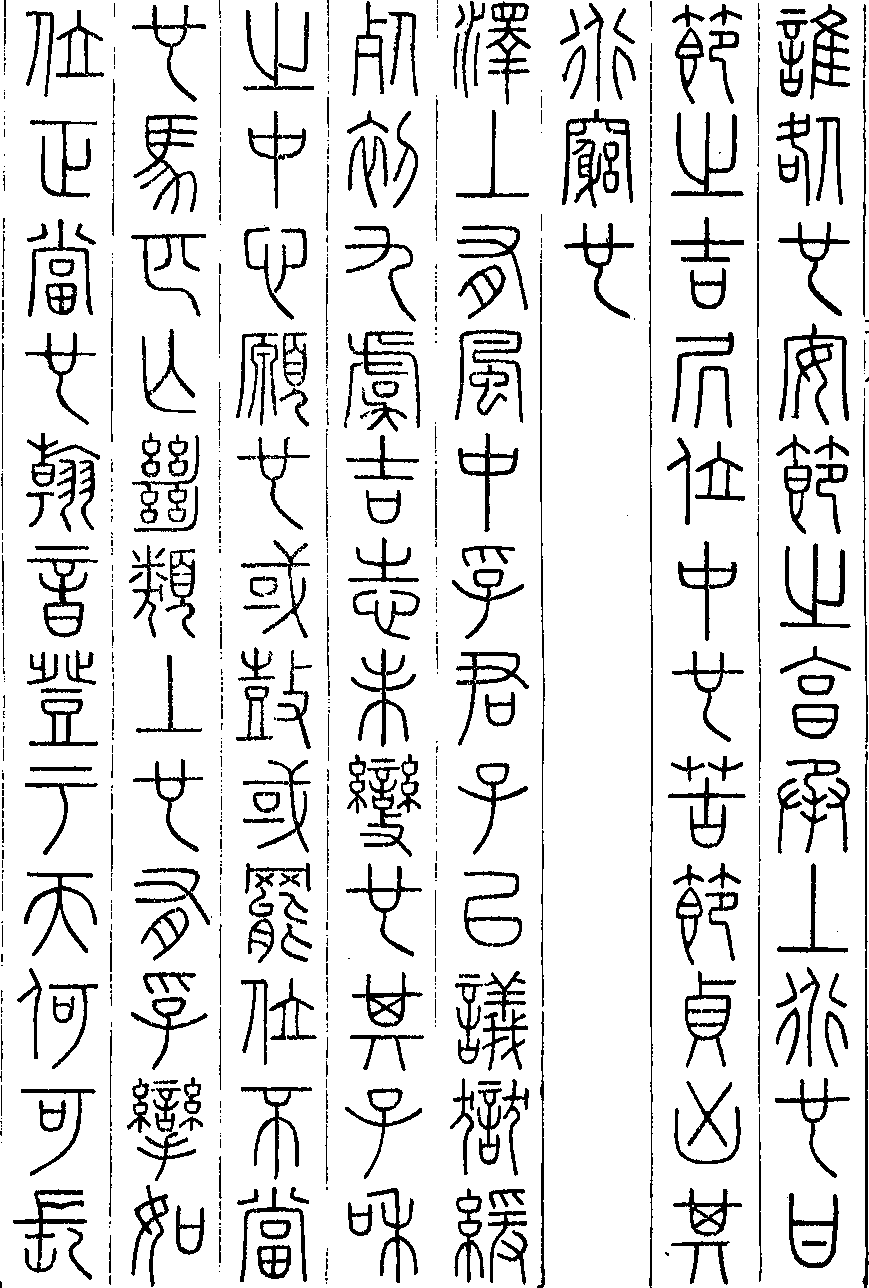 誰咎也安節之亨承上道也甘
節之吉居位中也苦節貞凶其
道窮也
澤上有風中孚君子以議獄緩
死初九虞吉志未變也其子和
之中心願也或鼓或罷位不當
也馬匹亡絕類上也有孚攣如
位正當也翰音登于天何可長